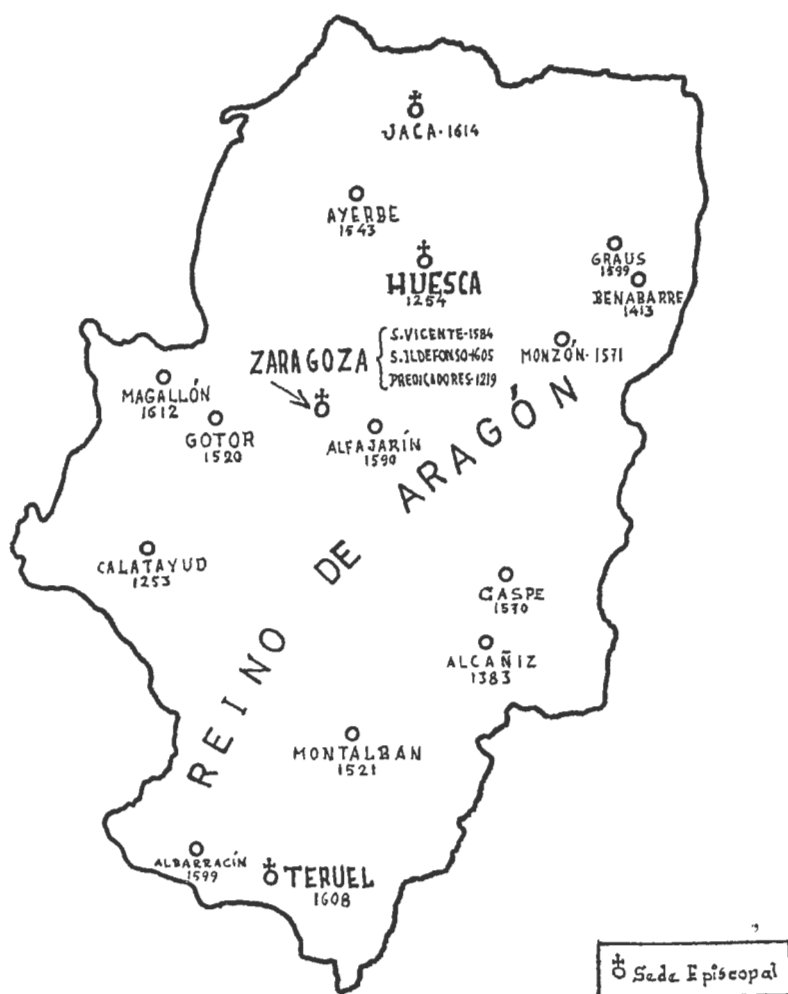 JACA·1614
AYERBE
1543
GRAUS
1599
HUESCA
1254
BENABARRE
1413
ZARAGOZA
S.VICENTE-1584
S.ILDEFONSO-1605
PREDICADORES-1219
MONZÓN-1571
MAGALLÓN
1612
GOTOR
1520
ALFAJARÍN
1590
REINO DE ARAGÓN
CALATAYUD
1253
CASPE
1570
ALCAÑIZ
1383
MONTALBAN
1521
ALBARRACÍN
1599
TERUEL
1608
Sede Episcopal